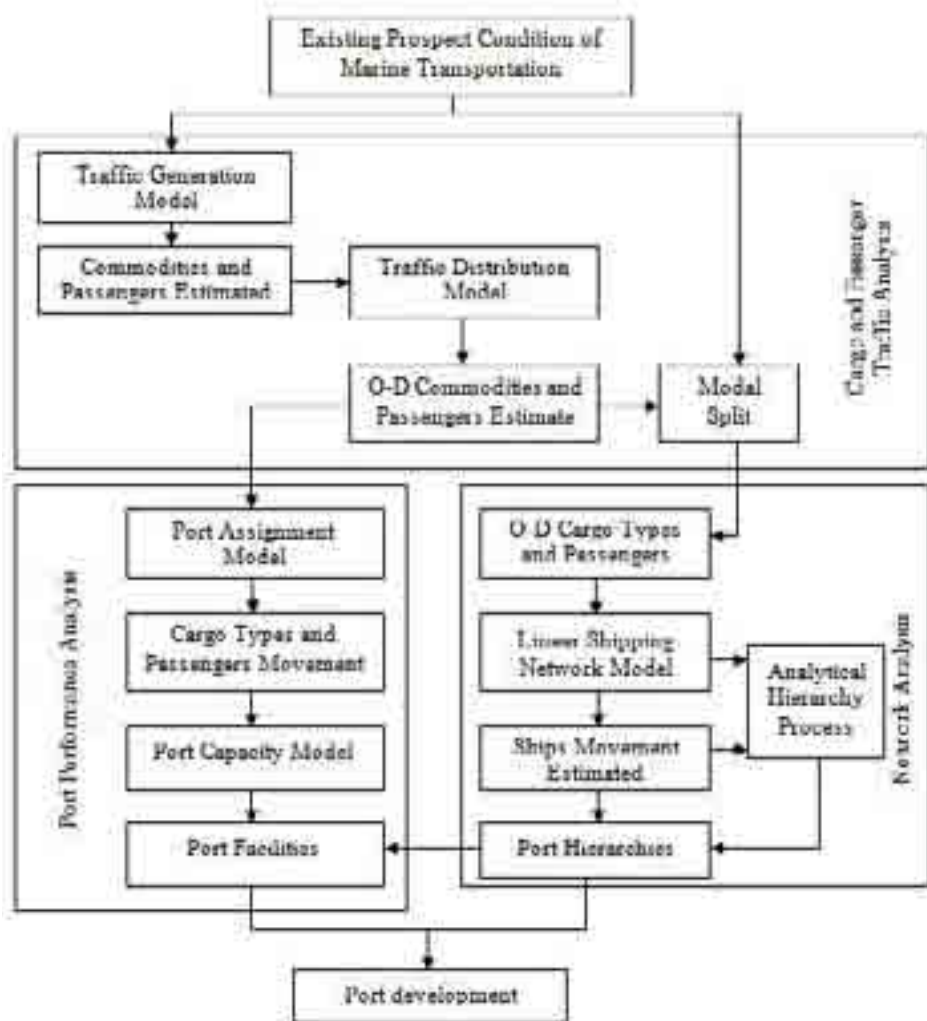 Existing Prospect Condition of
Marine Transportation
Traffic Generation
Model
Commodities and
Passengers Estimated
Traffic Distribution
Model
O-D Commodities and
Passengers Estimate
Modal
Split
Cargo and Passenger
Traffic Analysis
Port Assignment
Model
Cargo Types and
Passengers Movement
Port Capacity Model
Port Facilities
Port Performance Analysis
O-D Cargo Types
and Passengers
Linear Shipping
Network Model
Ships Movement
Estimated
Port Hierarchies
Analytical
Hierarchy
Process
Network Analysis
Port development